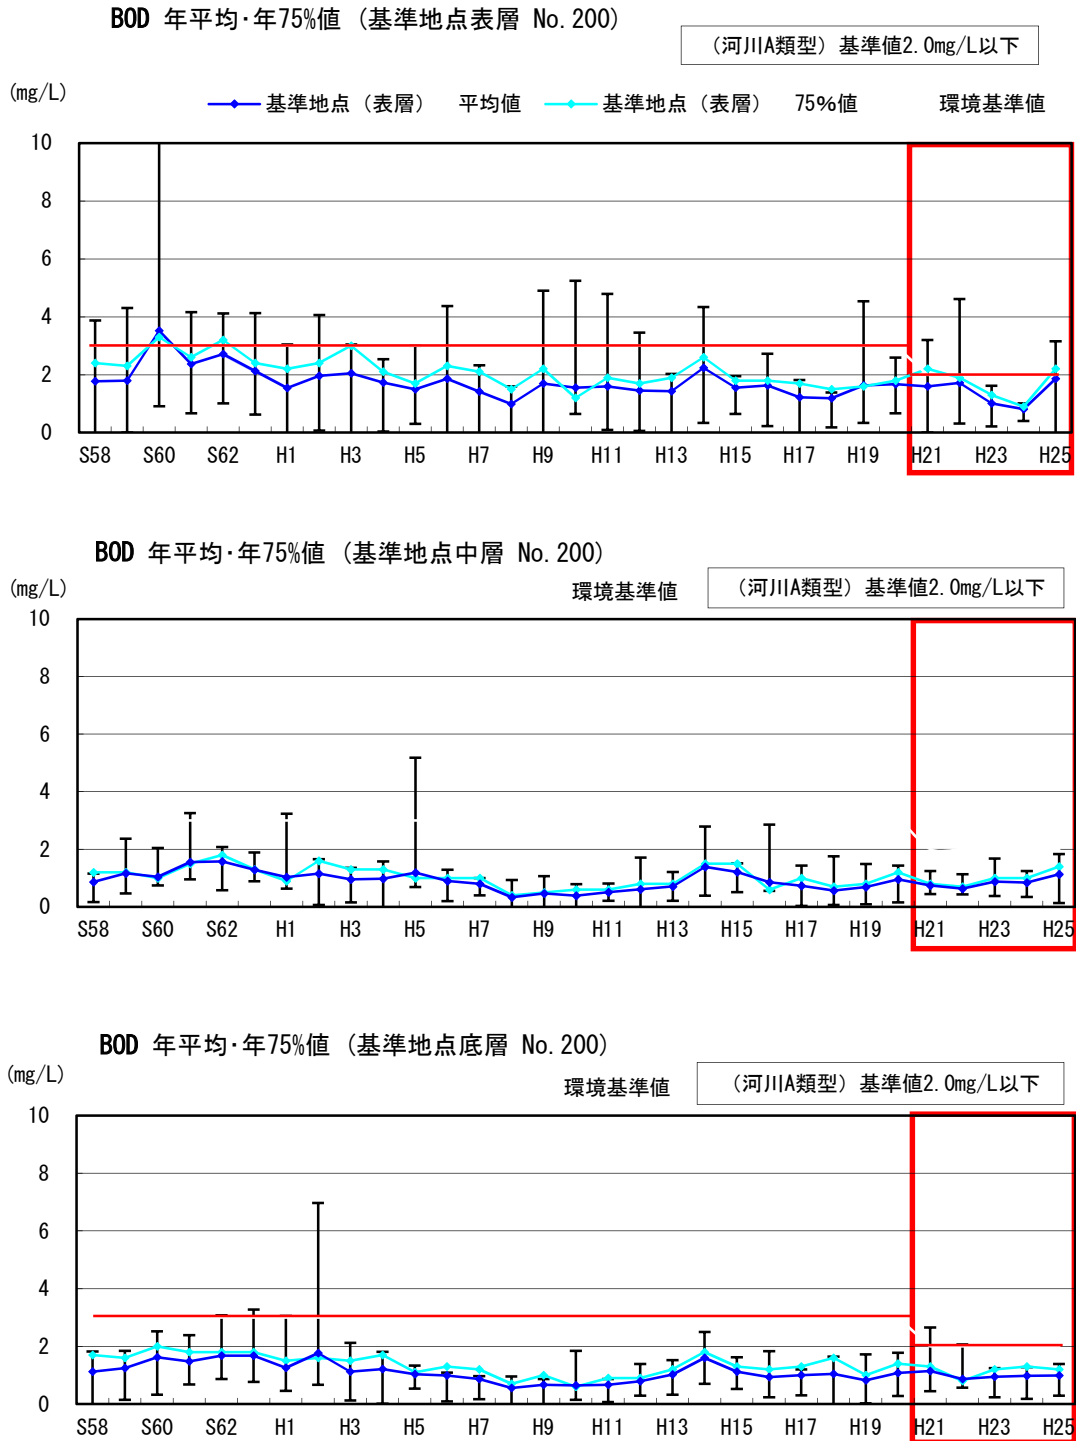 BOD 年平均･年75%値（基準地点表層 No.200）
（河川A類型）基準値2.0mg/L以下
(mg/L)
基準地点（表層） 平均値 基準地点（表層） 75%値 環境基準値
10
8
6
4
2
0
S58 S60 S62 H1 H3 H5 H7 H9 H11 H13 H15 H17 H19 H21 H23 H25
BOD 年平均･年75%値（基準地点中層 No.200）
(mg/L)
環境基準値
（河川A類型）基準値2.0mg/L以下
10
8
6
4
2
0
S58 S60 S62 H1 H3 H5 H7 H9 H11 H13 H15 H17 H19 H21 H23 H25
BOD 年平均･年75%値（基準地点底層 No.200）
(mg/L)
環境基準値
（河川A類型）基準値2.0mg/L以下
10
8
6
4
2
0
S58 S60 S62 H1 H3 H5 H7 H9 H11 H13 H15 H17 H19 H21 H23 H25